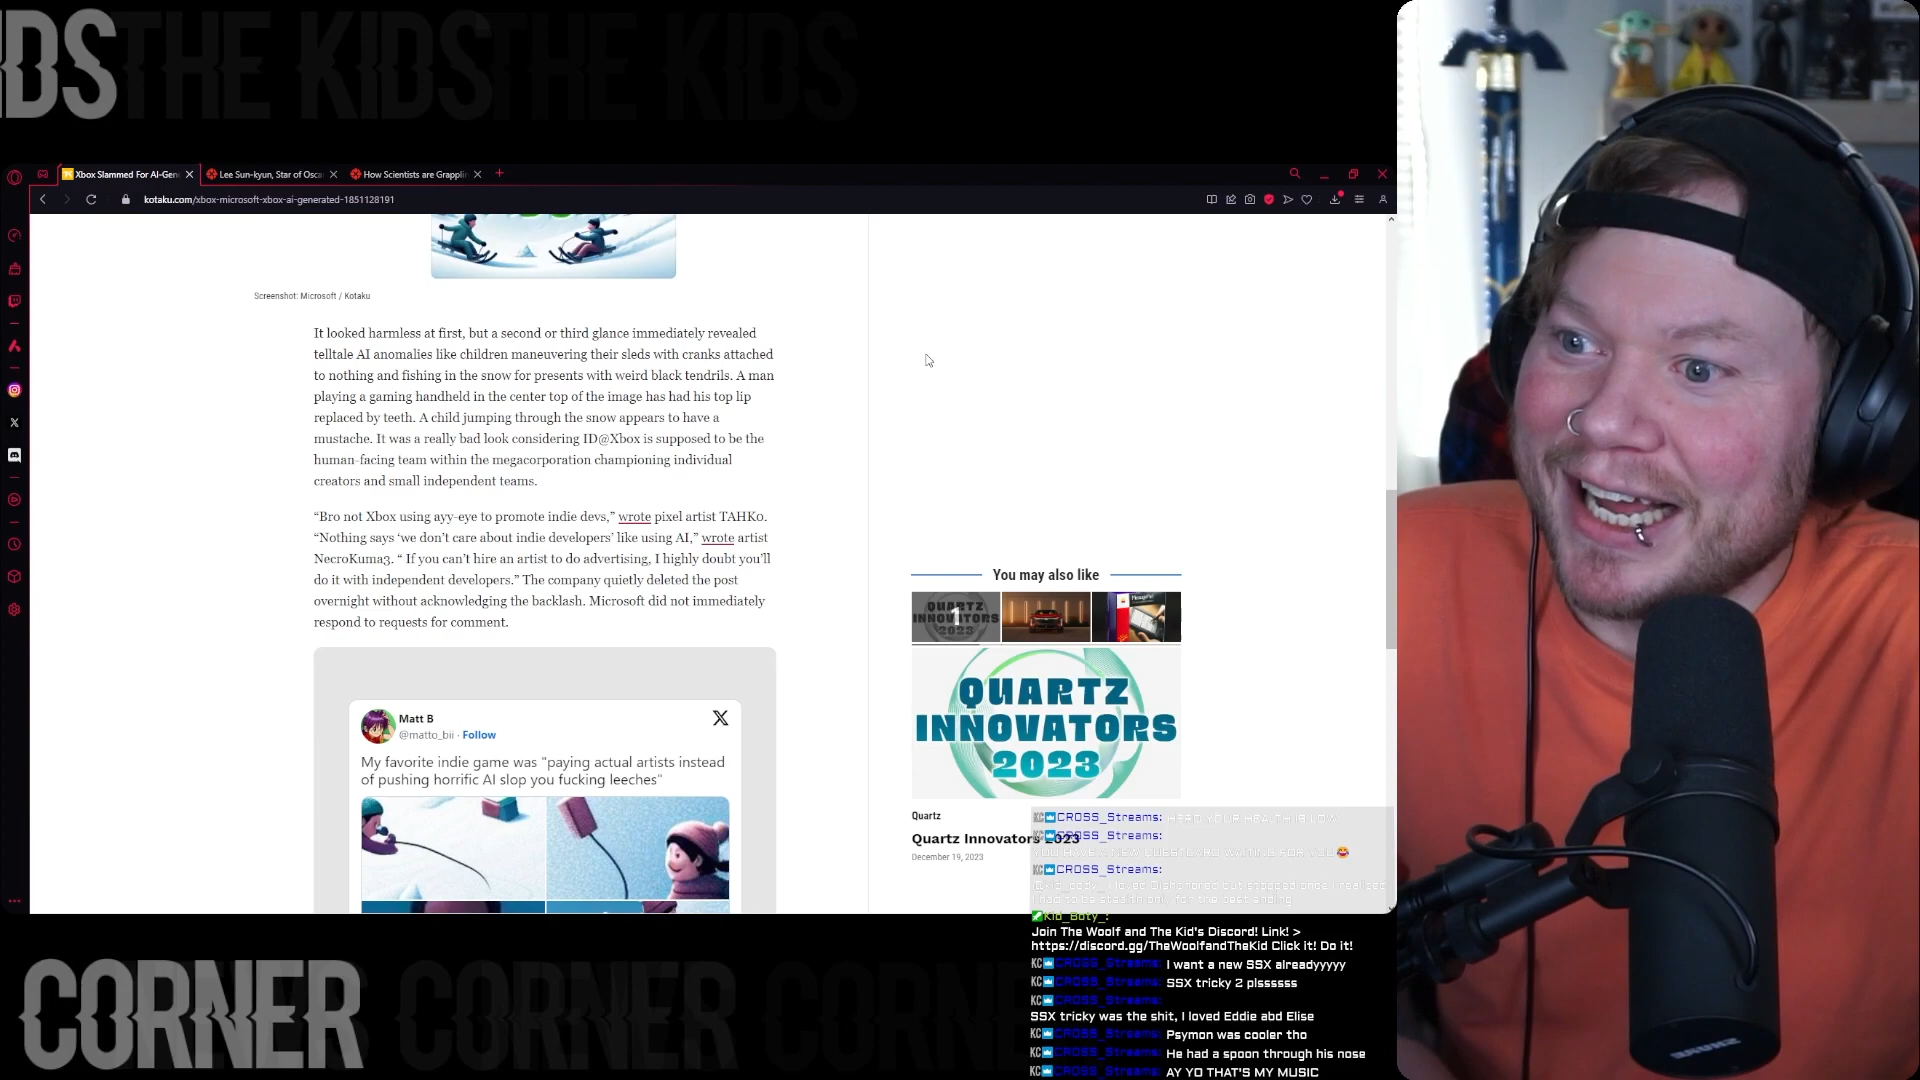 IDS THE KIDS THE KIDS
Xbox Slammed For AI-Gen
Lee Sun-kyun, Star of Osca
How Scientists are Grapplin
kotaku.com/xbox-microsoft-xbox-ai-generated-1851128191
Screenshot: Microsoft / Kotaku
It looked harmless at first, but a second or third glance immediately revealed
telltale AI anomalies like children maneuvering their sleds with cranks attached
to nothing and fishing in the snow for presents with weird black tendrils. A man
playing a gaming handheld in the center top of the image has had his top lip
replaced by teeth. A child jumping through the snow appears to have a
mustache. It was a really bad look considering ID@Xbox is supposed to be the
human-facing team within the megacorporation championing individual
creators and small independent teams.
“Bro not Xbox using ayy-eye to promote indie devs,” wrote pixel artist TAHK0.
“Nothing says ‘we don’t care about indie developers’ like using AI,” wrote artist
NecroKuma3. “ If you can’t hire an artist to do advertising, I highly doubt you’ll
do it with independent developers.” The company quietly deleted the post
overnight without acknowledging the backlash. Microsoft did not immediately
respond to requests for comment.
Matt B
@matto_bii · Follow
My favorite indie game was "paying actual artists instead
of pushing horrific AI slop you fucking leeches"
You may also like
1
QUARTZ
INNOVATORS
2023
Quartz
Quartz Innovators 2023
December 19, 2023
CROSS_Streams:
CROSS_Streams:
CROSS_Streams:
Kid_Boty_:
Join The Woolf and The Kid's Discord! Link! >
https://discord.gg/TheWoolfandTheKid Click it! Do it!
CROSS_Streams: I want a new SSX alreadyyyyy
CROSS_Streams: SSX tricky 2 plssssss
CROSS_Streams:
SSX tricky was the shit, I loved Eddie abd Elise
CROSS_Streams: Psymon was cooler tho
CROSS_Streams: He had a spoon through his nose
CROSS_Streams: AY YO THAT'S MY MUSIC
CORNER CORNER CORNER